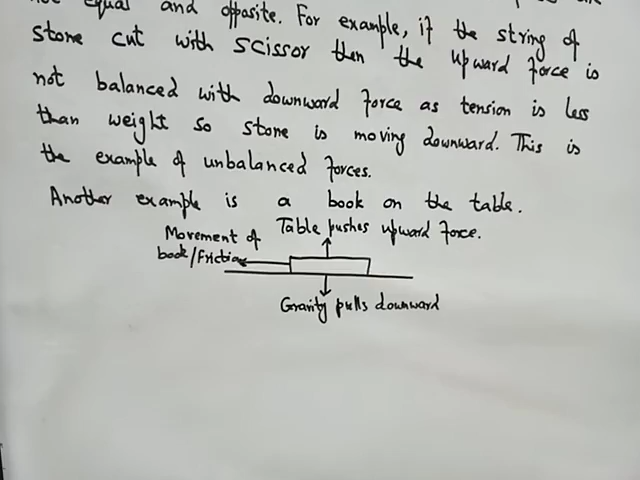 equal and opposite. For example, if the string of
stone cut with scissor then the upward force is
not balanced with downward force as tension is less
than weight so stone is moving downward. This is
the example of unbalanced forces.
Another example is a book on the table.
Table pushes upward force.
Movement of
book/Friction
Gravity pulls downward